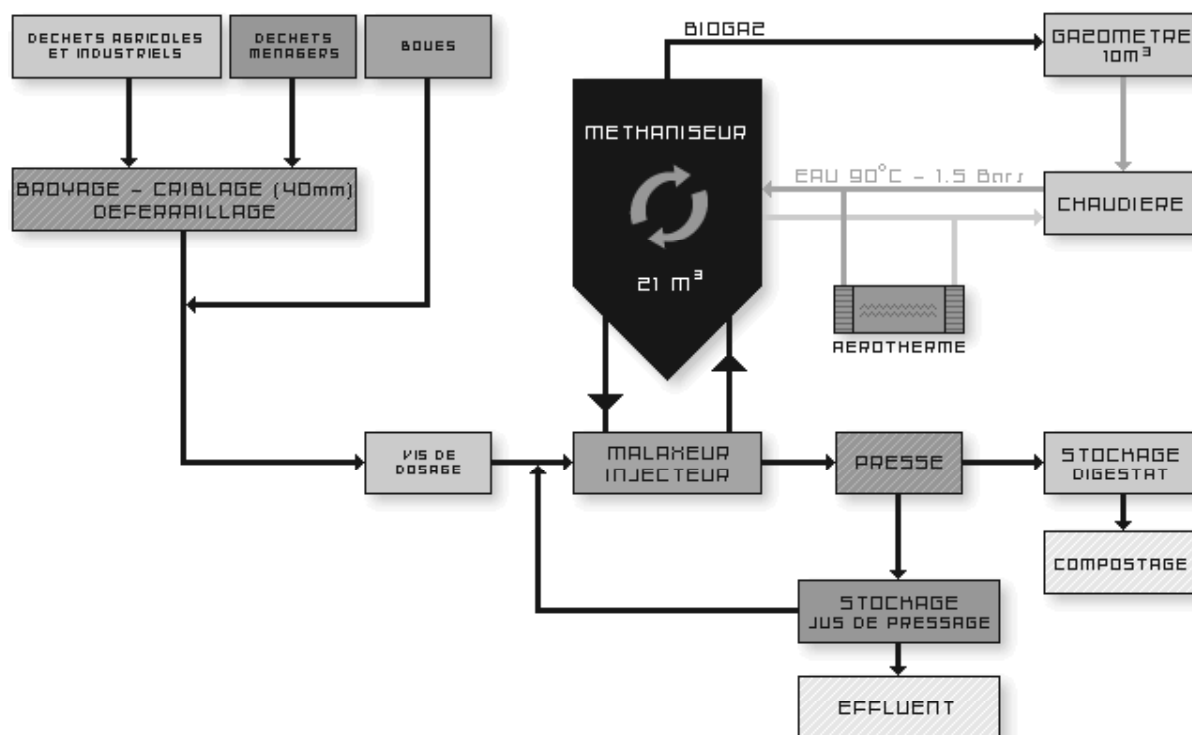 DECHETS AGRICOLES
ET INDUSTRIELS
DECHETS
MENAGERS
BOUES
BIOGAZ
GAZOMETRE
10m³
METHANISEUR
21 m³
EAU 90°C - 1.5 Bars
CHAUDIERE
BROYAGE - CRIBLAGE (40mm)
DEFERRAILLAGE
AEROTHERME
VIS DE
DOSAGE
MALAXEUR
INJECTEUR
PRESSE
STOCKAGE
DIGESTAT
COMPOSTAGE
STOCKAGE
JUS DE PRESSAGE
EFFLUENT